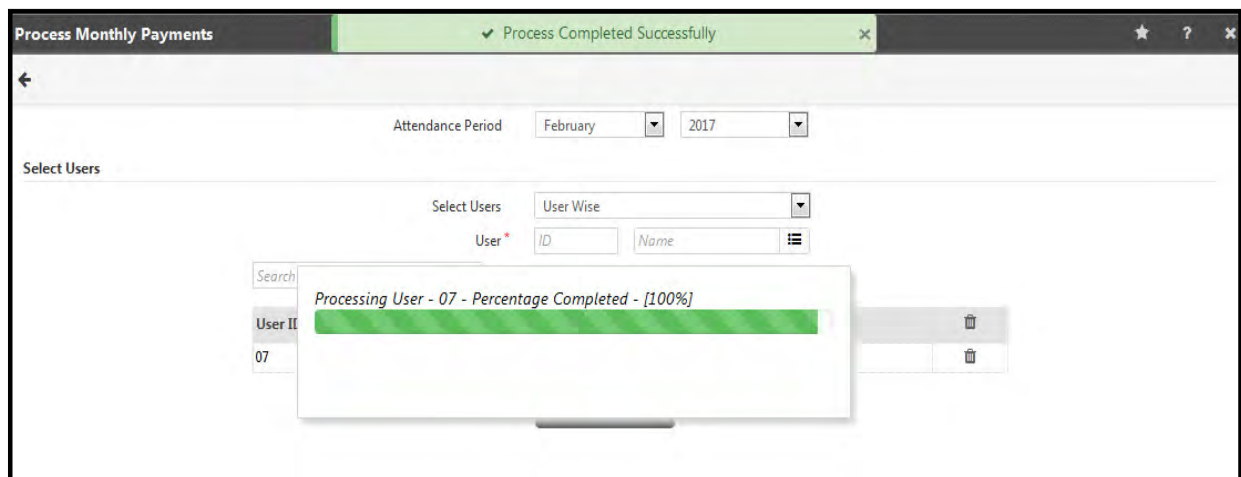 Process Monthly Payments
✔ Process Completed Successfully
Attendance Period February 2017
Select Users
Select Users User Wise
User* ID Name
Search
Processing User - 07 - Percentage Completed - [100%]
User ID
07